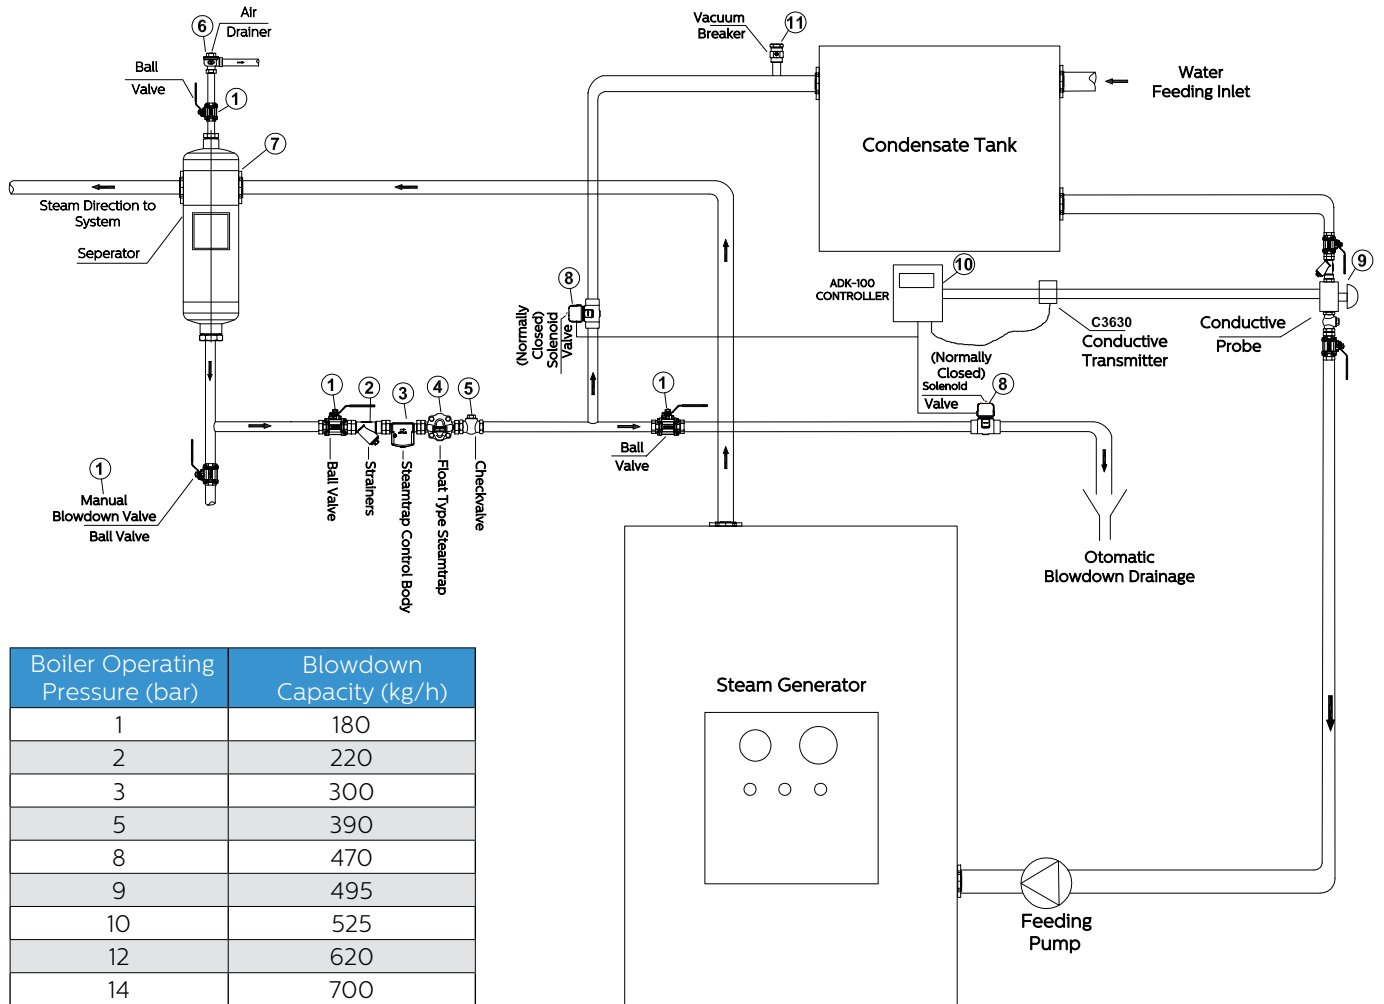 6
Air
Drainer
Ball
Valve
1
7
Steam Direction to
System
Seperator
Vacuum
Breaker
11
Condensate Tank
Water
Feeding Inlet
8
(Normally
Closed)
Solenoid
Valve
ADK-100
CONTROLLER
10
C3630
Conductive
Transmitter
9
Conductive
Probe
(Normally
Closed)
Solenoid
Valve
8
1
2
3
4
5
Ball Valve
Strainers
Steamtrap Control Body
Float Type Steamtrap
Checkvalve
1
Ball
Valve
1
Manual
Blowdown Valve
Ball Valve
Otomatic
Blowdown Drainage
Steam Generator
Feeding
Pump
Boiler Operating
Pressure (bar)
Blowdown
Capacity (kg/h)
1 180
2 220
3 300
5 390
8 470
9 495
10 525
12 620
14 700